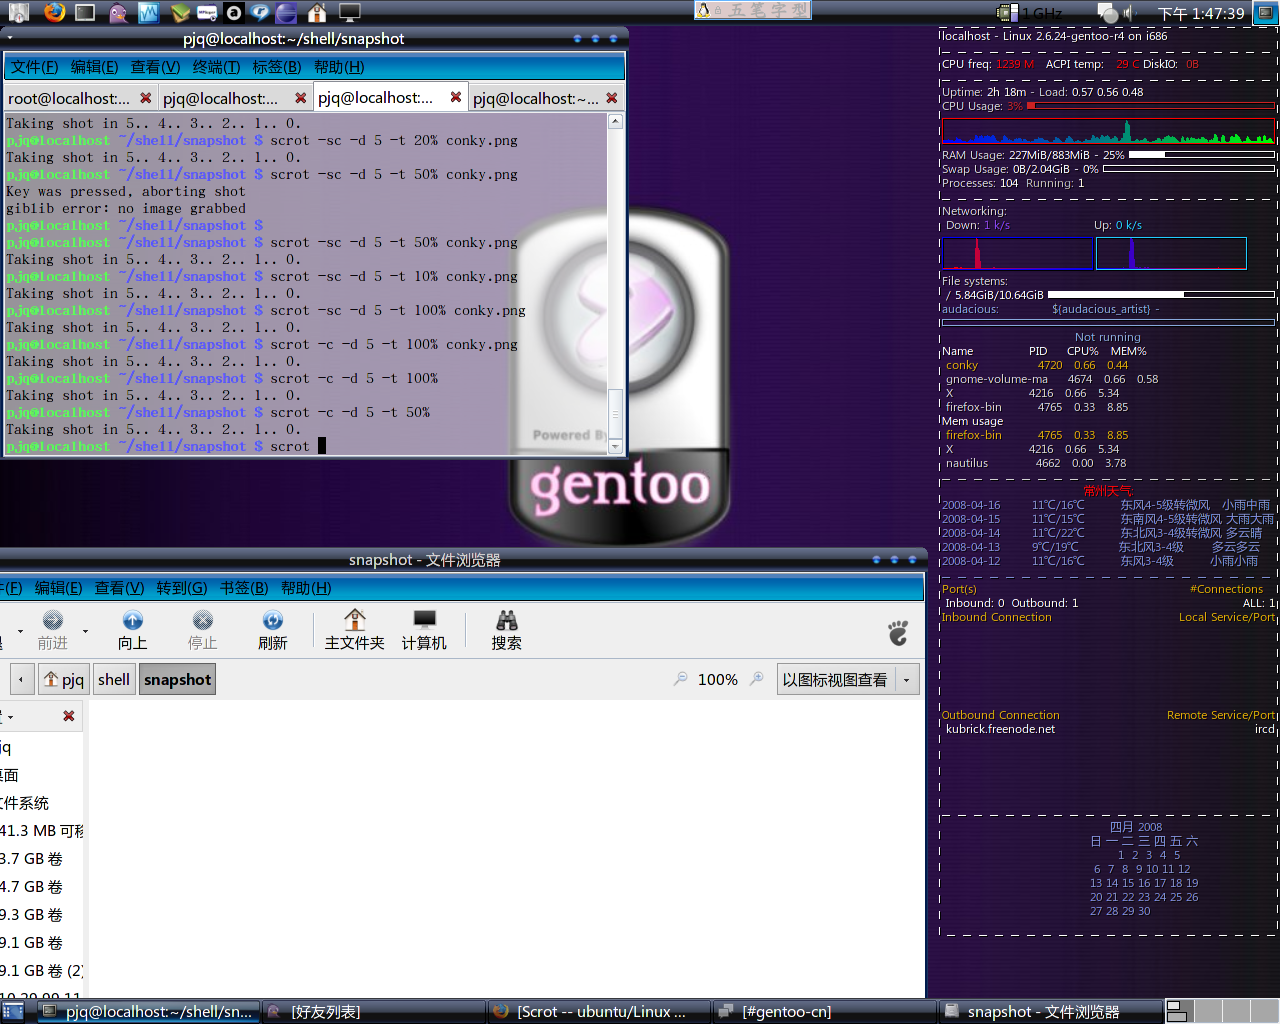 五笔字型
1 GHz
下午 1:47:39
pjq@localhost:~/shell/snapshot
文件(F) 编辑(E) 查看(V) 终端(T) 标签(B) 帮助(H)
root@localhost:... pjq@localhost:... pjq@localhost:... pjq@localhost:~...
Taking shot in 5.. 4.. 3.. 2.. 1.. 0.
pjq@localhost ~/shell/snapshot $ scrot -sc -d 5 -t 20% conky.png
Taking shot in 5.. 4.. 3.. 2.. 1.. 0.
pjq@localhost ~/shell/snapshot $ scrot -sc -d 5 -t 50% conky.png
Key was pressed, aborting shot
giblib error: no image grabbed
pjq@localhost ~/shell/snapshot $
pjq@localhost ~/shell/snapshot $ scrot -sc -d 5 -t 50% conky.png
Taking shot in 5.. 4.. 3.. 2.. 1.. 0.
pjq@localhost ~/shell/snapshot $ scrot -sc -d 5 -t 10% conky.png
Taking shot in 5.. 4.. 3.. 2.. 1.. 0.
pjq@localhost ~/shell/snapshot $ scrot -sc -d 5 -t 100% conky.png
Taking shot in 5.. 4.. 3.. 2.. 1.. 0.
pjq@localhost ~/shell/snapshot $ scrot -c -d 5 -t 100% conky.png
Taking shot in 5.. 4.. 3.. 2.. 1.. 0.
pjq@localhost ~/shell/snapshot $ scrot -c -d 5 -t 100%
Taking shot in 5.. 4.. 3.. 2.. 1.. 0.
pjq@localhost ~/shell/snapshot $ scrot -c -d 5 -t 50%
Taking shot in 5.. 4.. 3.. 2.. 1.. 0.
pjq@localhost ~/shell/snapshot $ scrot
Powered By
gentoo
localhost - Linux 2.6.24-gentoo-r4 on i686
CPU freq: 1239 M ACPI temp: 29 C DiskIO: 0B
Uptime: 2h 18m - Load: 0.57 0.56 0.48
CPU Usage: 3%
RAM Usage: 227MiB/883MiB - 25%
Swap Usage: 0B/2.04GiB - 0%
Processes: 104 Running: 1
Networking:
Down: 1 k/s Up: 0 k/s
File systems:
/ 5.84GiB/10.64GiB
audacious: ${audacious_artist} -
Not running
Name PID CPU% MEM%
conky 4720 0.66 0.44
gnome-volume-ma 4674 0.66 0.58
X 4216 0.66 5.34
firefox-bin 4765 0.33 8.85
Mem usage
firefox-bin 4765 0.33 8.85
X 4216 0.66 5.34
nautilus 4662 0.00 3.78
常州天气:
2008-04-16 11℃/16℃ 东风4-5级转微风 小雨中雨
2008-04-15 11℃/15℃ 东南风4-5级转微风 大雨大雨
2008-04-14 11℃/22℃ 东北风3-4级转微风 多云晴
2008-04-13 9℃/19℃ 东北风3-4级 多云多云
2008-04-12 11℃/16℃ 东风3-4级 小雨小雨
Port(s) #Connections
Inbound: 0 Outbound: 1 ALL: 1
Inbound Connection Local Service/Port
Outbound Connection Remote Service/Port
kubrick.freenode.net ircd
四月 2008
日 一 二 三 四 五 六
1 2 3 4 5
6 7 8 9 10 11 12
13 14 15 16 17 18 19
20 21 22 23 24 25 26
27 28 29 30
snapshot - 文件浏览器
(F) 编辑(E) 查看(V) 转到(G) 书签(B) 帮助(H)
前进 向上 停止 刷新 主文件夹 计算机 搜索
pjq shell snapshot 100% 以图标视图查看
jq
桌面
文件系统
41.3 MB 可移
3.7 GB 卷
4.7 GB 卷
9.3 GB 卷
9.1 GB 卷
9.1 GB 卷 (2)
pjq@localhost:~/shell/sn... [好友列表] [Scrot -- ubuntu/Linux ... [#gentoo-cn] snapshot - 文件浏览器